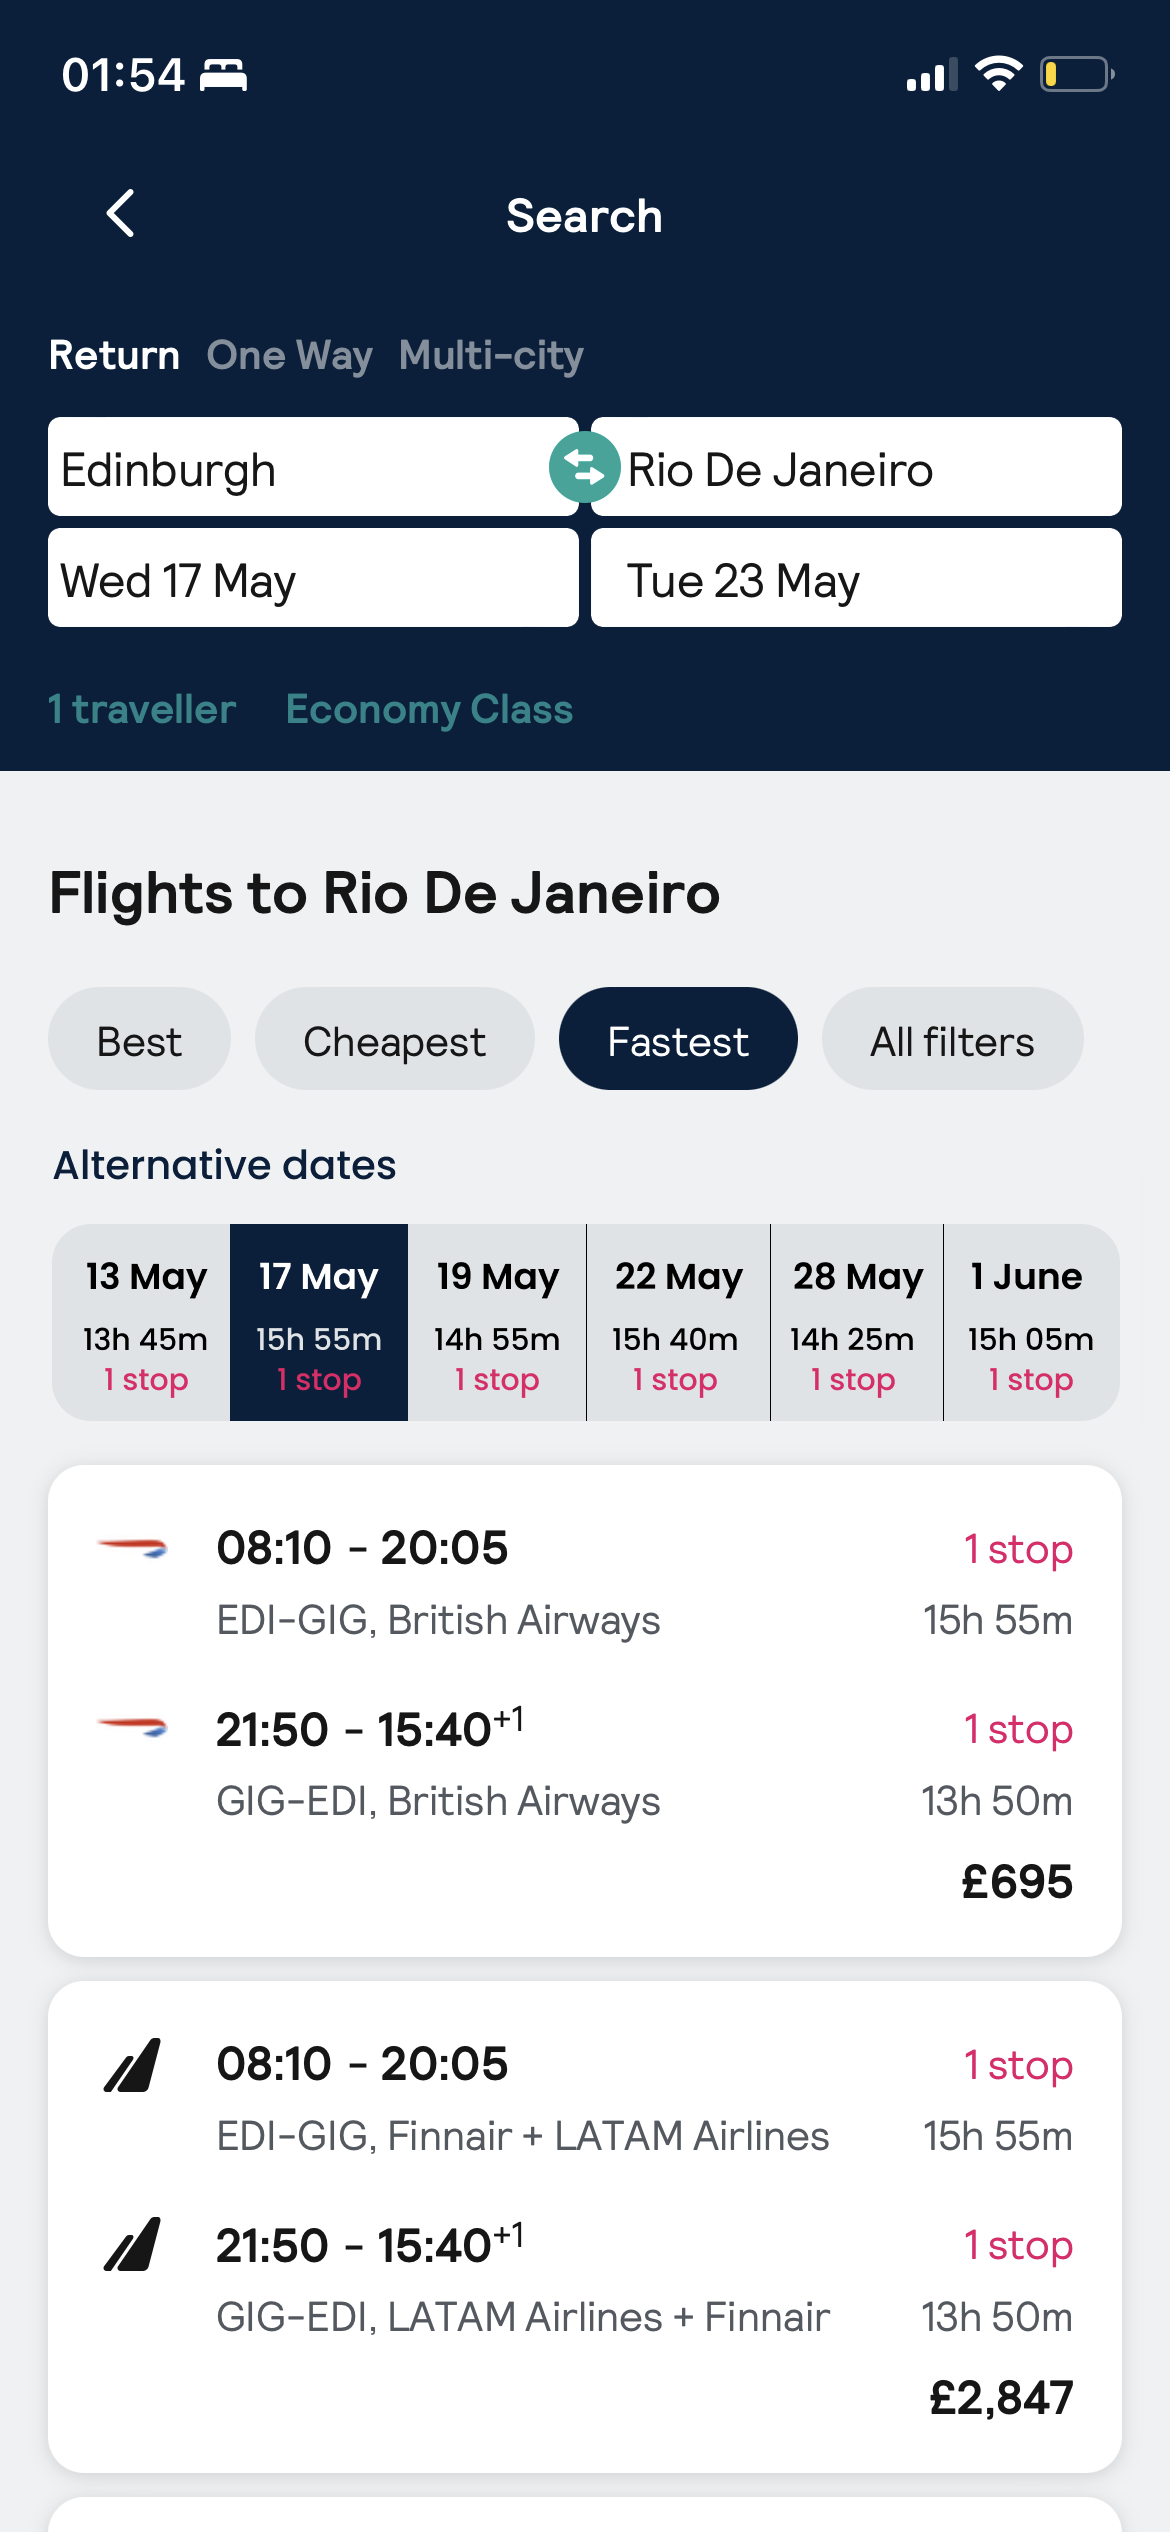 01:54
Search
Return One Way Multi-city
Edinburgh Rio De Janeiro
Wed 17 May Tue 23 May
1 traveller Economy Class
Flights to Rio De Janeiro
Best Cheapest Fastest All filters
Alternative dates
13 May 17 May 19 May 22 May 28 May 1 June
13h 45m 15h 55m 14h 55m 15h 40m 14h 25m 15h 05m
1 stop 1 stop 1 stop 1 stop 1 stop 1 stop
08:10 - 20:05 1 stop
EDI-GIG, British Airways 15h 55m
21:50 - 15:40+1 1 stop
GIG-EDI, British Airways 13h 50m
£695
08:10 - 20:05 1 stop
EDI-GIG, Finnair + LATAM Airlines 15h 55m
21:50 - 15:40+1 1 stop
GIG-EDI, LATAM Airlines + Finnair 13h 50m
£2,847